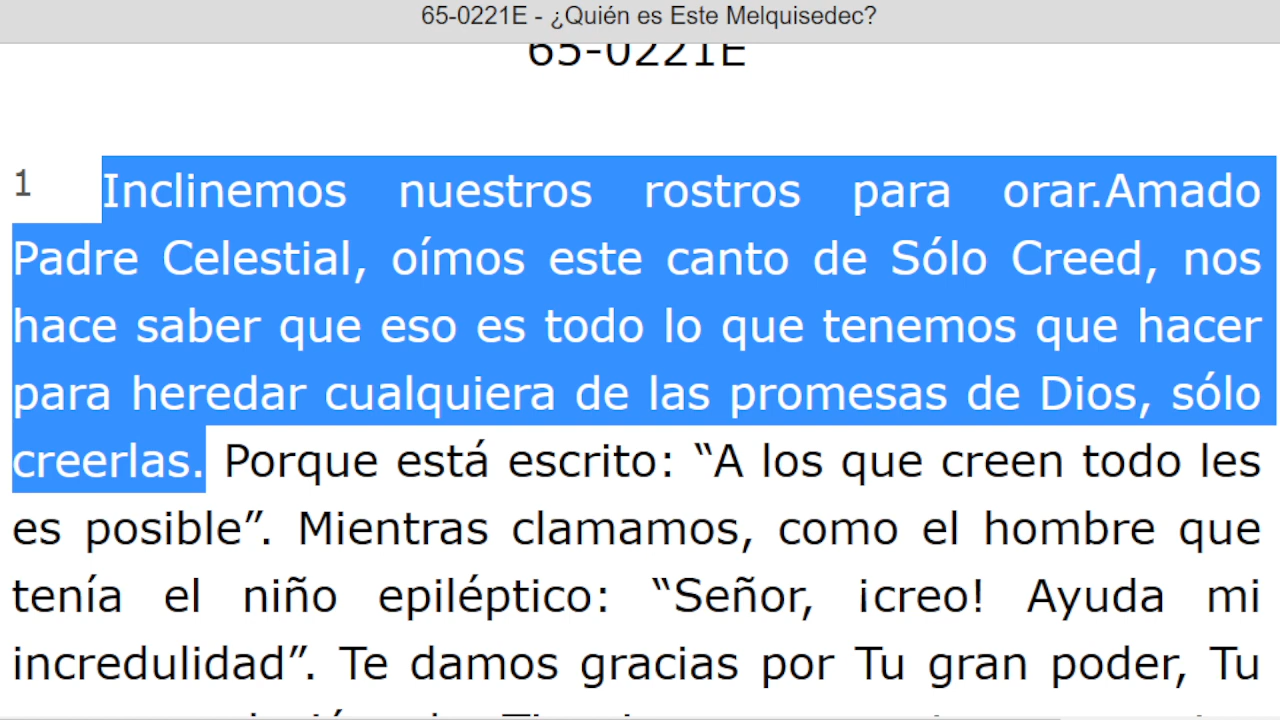 65-0221E - ¿Quién es Este Melquisedec?
65-0221E
1 Inclinemos nuestros rostros para orar.Amado
Padre Celestial, oímos este canto de Sólo Creed, nos
hace saber que eso es todo lo que tenemos que hacer
para heredar cualquiera de las promesas de Dios, sólo
creerlas. Porque está escrito: “A los que creen todo les
es posible”. Mientras clamamos, como el hombre que
tenía el niño epiléptico: “Señor, ¡creo! Ayuda mi
incredulidad”. Te damos gracias por Tu gran poder, Tu